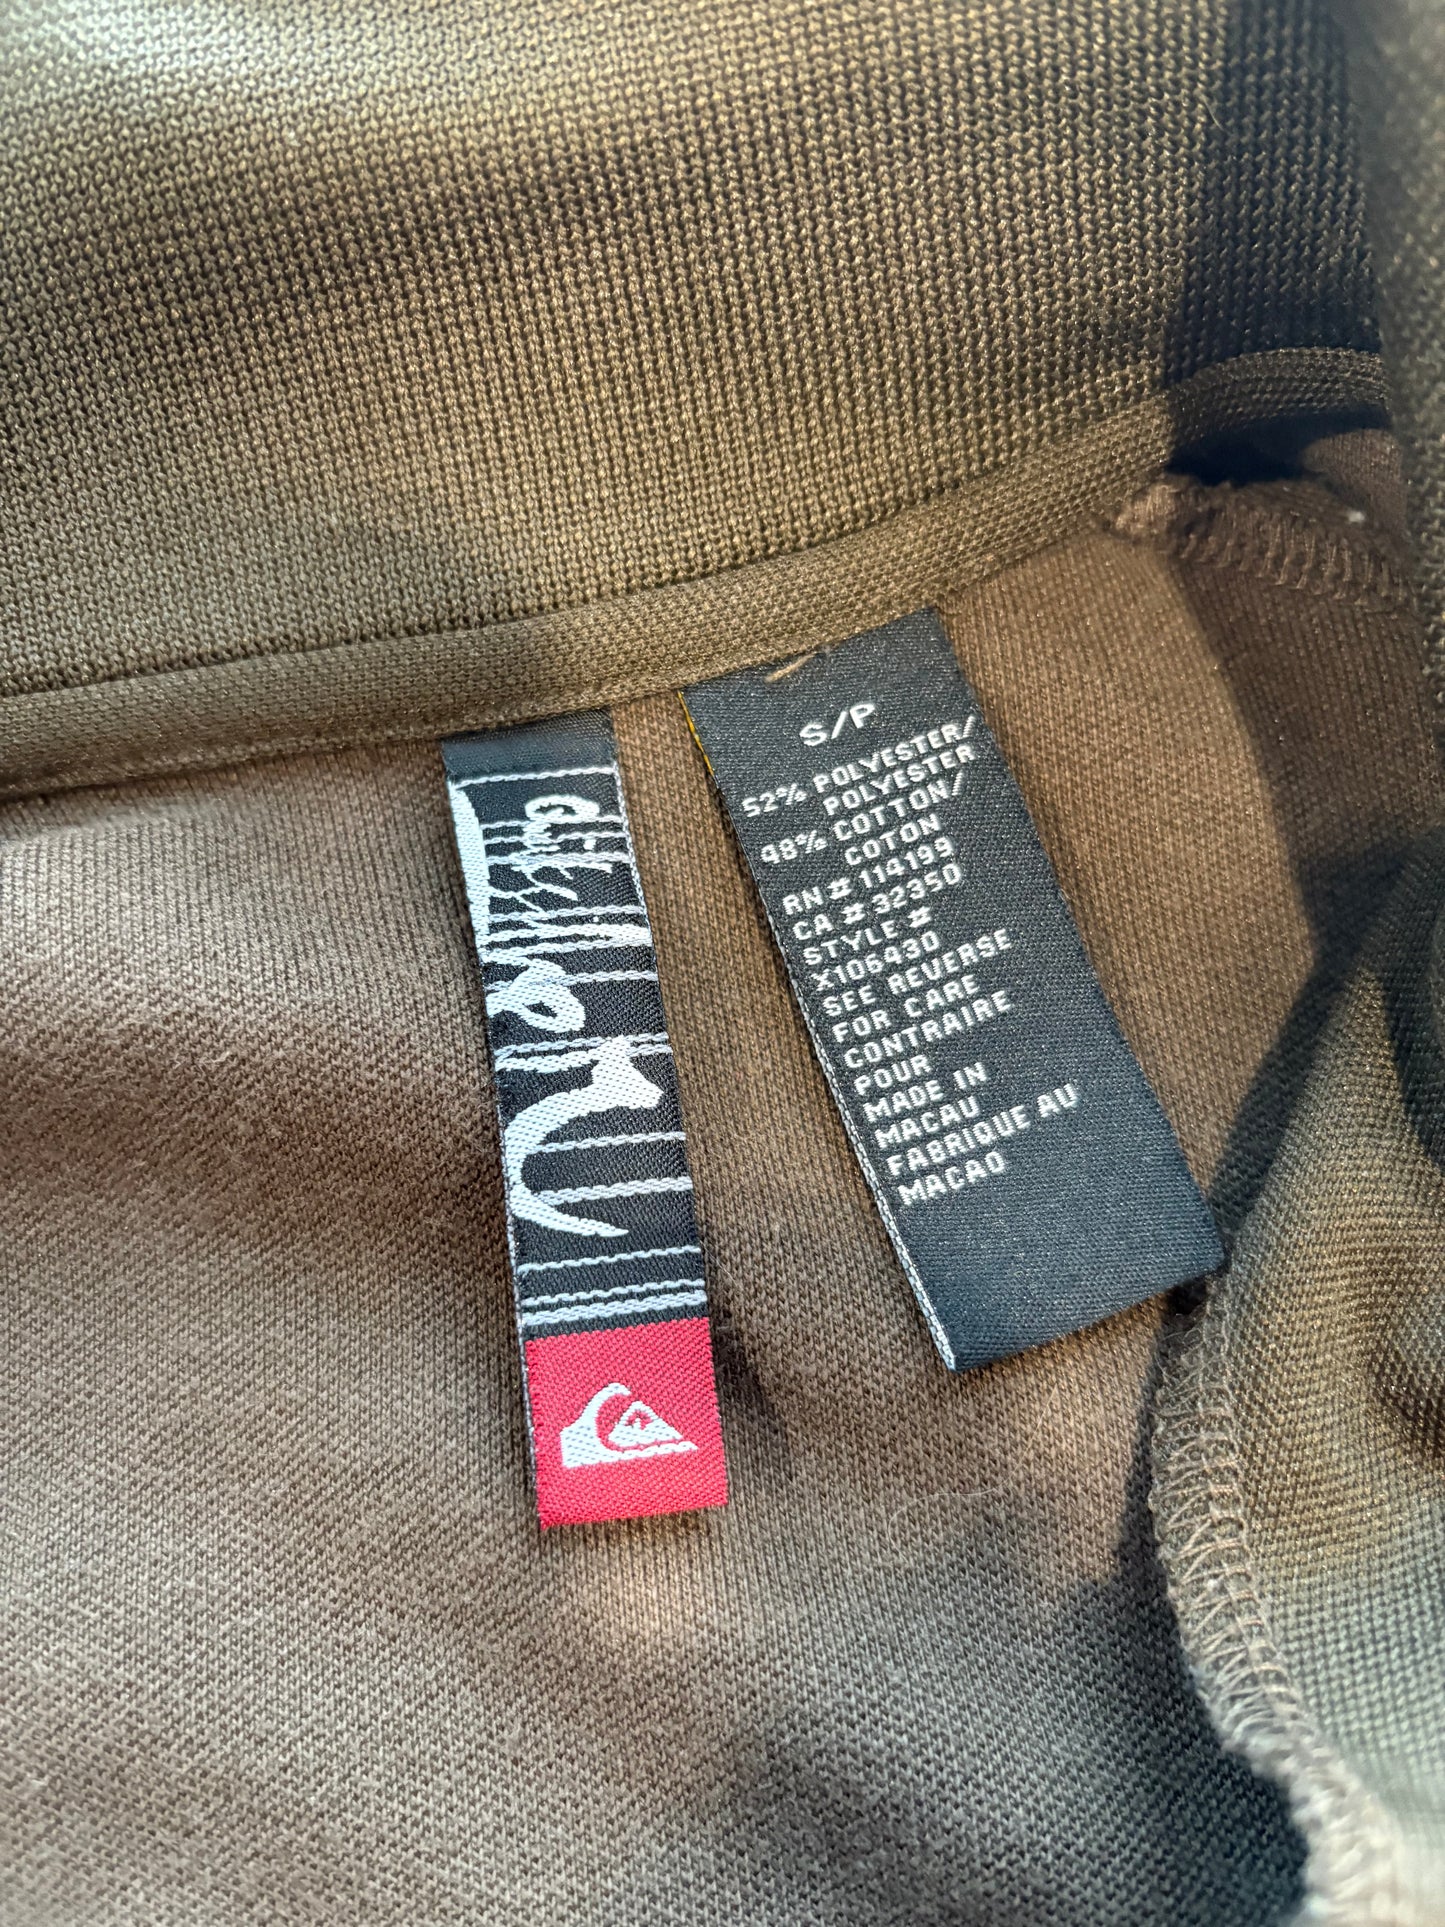 S/P
52% POLYESTER/
POLYESTER
48% COTTON/
COTON
RN # 114199
CA # 32350
STYLE #
X106430
SEE REVERSE
FOR CARE
CONTRAIRE
POUR
MADE IN
MACAU
FABRIQUE AU
MACAO